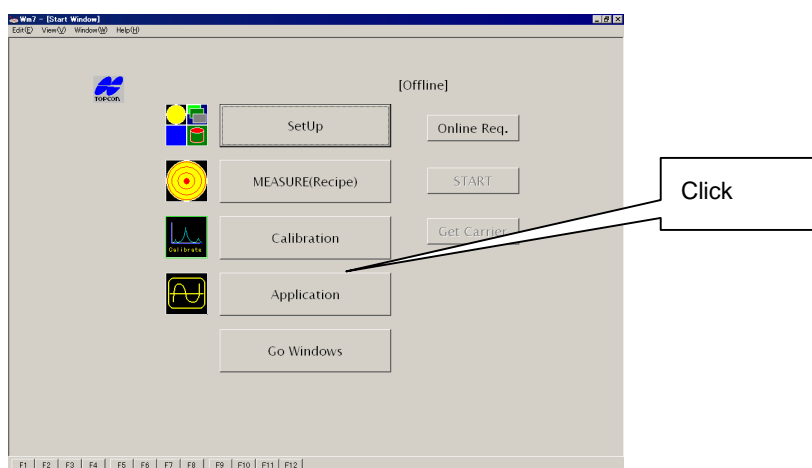 Wm7 - [Start Window]
Edit(E) View(V) Window(W) Help(H)
TOPCON
[Offline]
SetUp
Online Req.
MEASURE(Recipe)
START
Click
Calibrate
Calibration
Get Carrier
Application
Go Windows
F1 F2 F3 F4 F5 F6 F7 F8 F9 F10 F11 F12